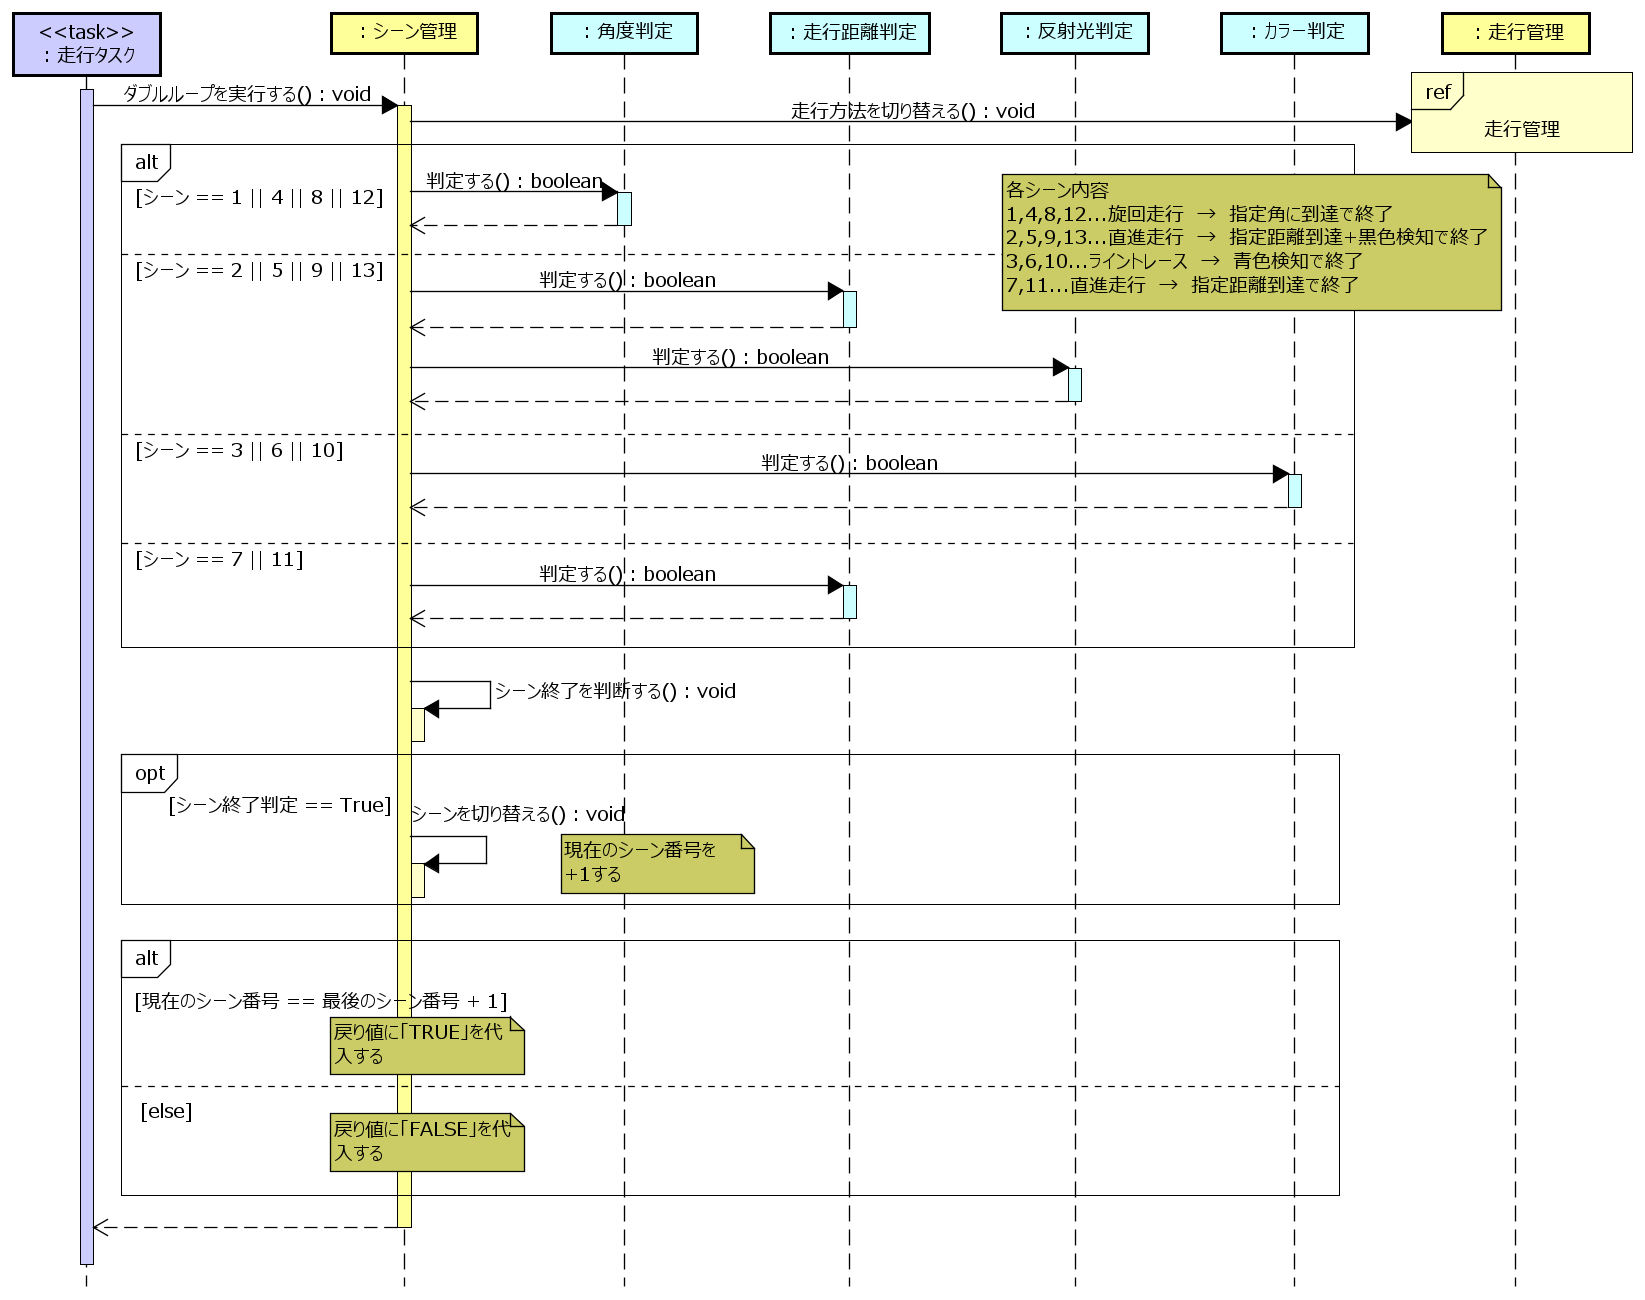 <<task>>
: 走行タスク
: シーン管理
: 角度判定
: 走行距離判定
: 反射光判定
: カラー判定
: 走行管理
ダブルループを実行する() : void
走行方法を切り替える() : void
ref
走行管理
alt
[シーン == 1 || 4 || 8 || 12]
判定する() : boolean
各シーン内容
1,4,8,12...旋回走行 → 指定角に到達で終了
2,5,9,13...直進走行 → 指定距離到達+黒色検知で終了
3,6,10...ライントレース → 青色検知で終了
7,11...直進走行 → 指定距離到達で終了
[シーン == 2 || 5 || 9 || 13]
判定する() : boolean
判定する() : boolean
[シーン == 3 || 6 || 10]
判定する() : boolean
[シーン == 7 || 11]
判定する() : boolean
シーン終了を判断する() : void
opt
[シーン終了判定 == True]
シーンを切り替える() : void
現在のシーン番号を
+1する
alt
[現在のシーン番号 == 最後のシーン番号 + 1]
戻り値に「TRUE」を代
入する
[else]
戻り値に「FALSE」を代
入する